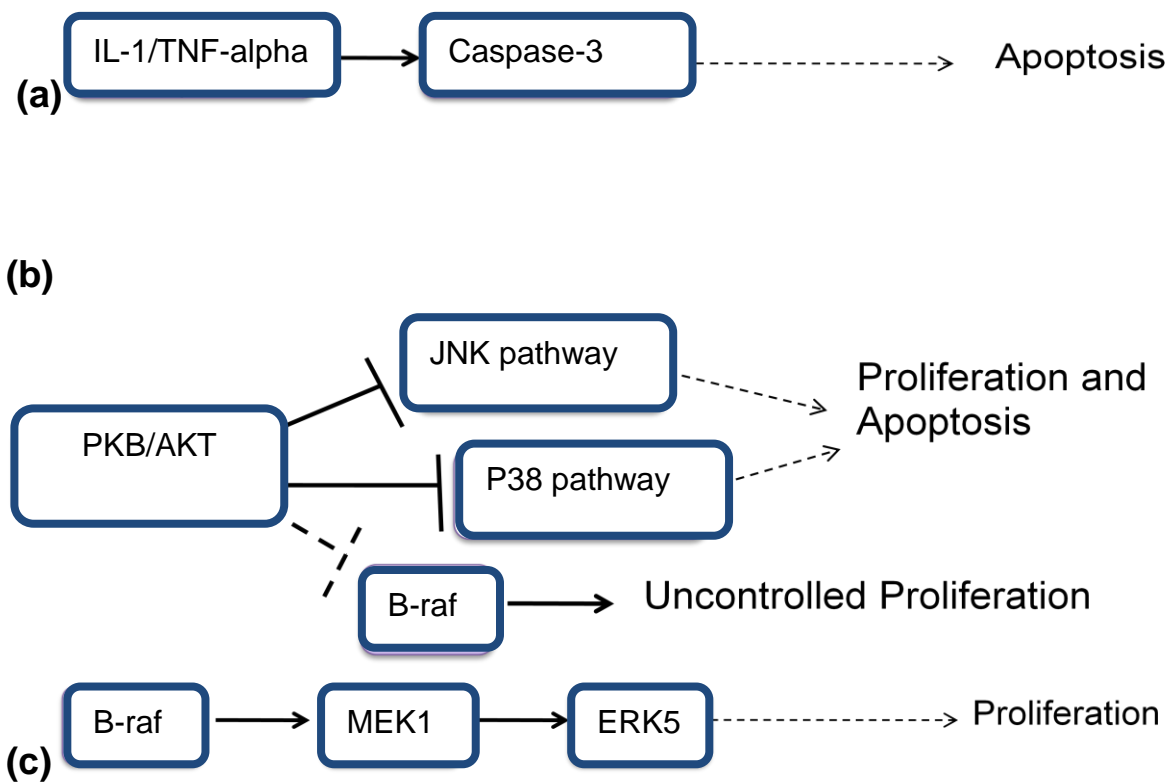 IL-1/TNF-alpha
Caspase-3
Apoptosis
(a)
(b)
JNK pathway
Proliferation and
Apoptosis
PKB/AKT
P38 pathway
B-raf
Uncontrolled Proliferation
B-raf
MEK1
ERK5
Proliferation
(c)